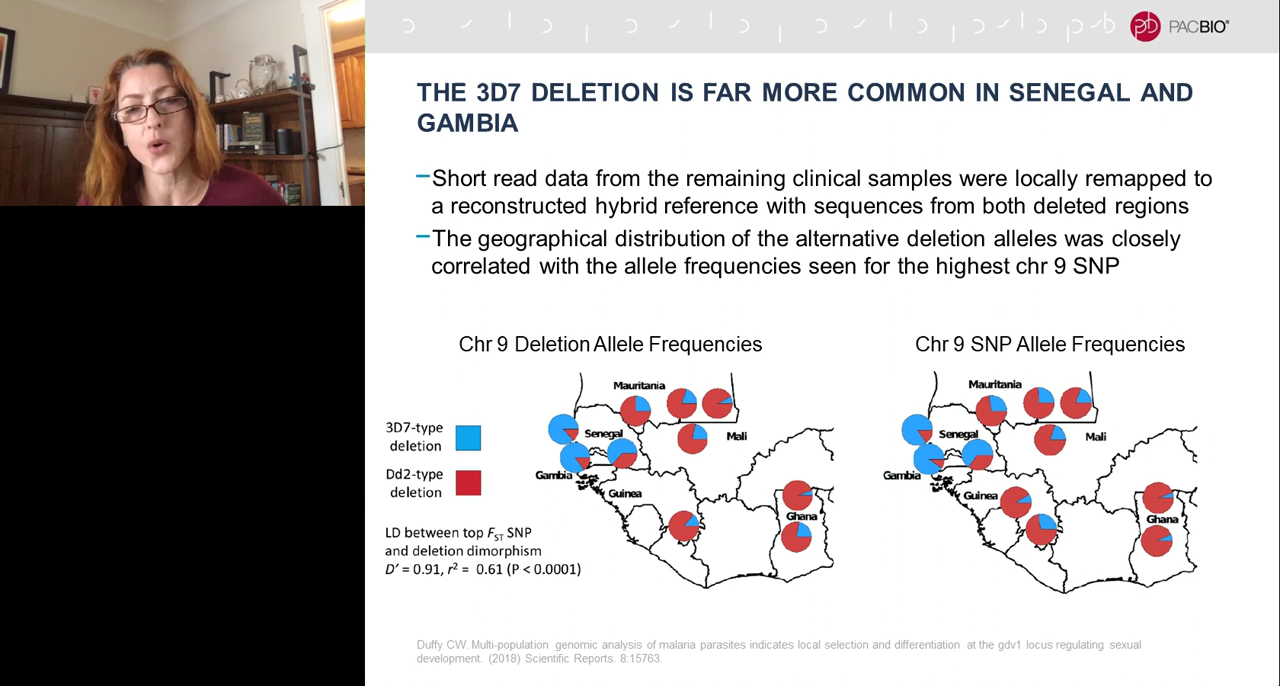 PACBIO®
THE 3D7 DELETION IS FAR MORE COMMON IN SENEGAL AND
GAMBIA
–Short read data from the remaining clinical samples were locally remapped to
a reconstructed hybrid reference with sequences from both deleted regions
–The geographical distribution of the alternative deletion alleles was closely
correlated with the allele frequencies seen for the highest chr 9 SNP
Chr 9 Deletion Allele Frequencies
3D7-type
deletion
Dd2-type
deletion
LD between top FST SNP
and deletion dimorphism
D′ = 0.91, r² = 0.61 (P < 0.0001)
Mauritania
Senegal
Mali
Gambia
Guinea
Ghana
Chr 9 SNP Allele Frequencies
Mauritania
Senegal
Mali
Gambia
Guinea
Ghana
Duffy CW. Multi-population genomic analysis of malaria parasites indicates local selection and differentiation at the gdv1 locus regulating sexual
development. (2018) Scientific Reports. 8:15763.